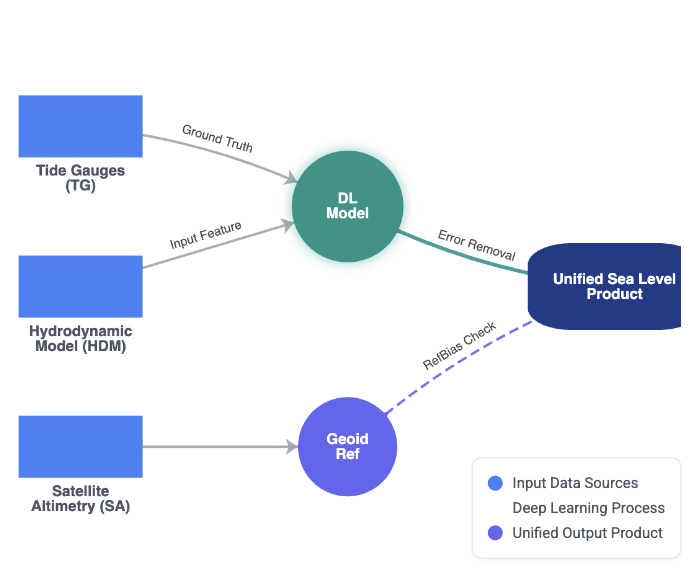 Ground Truth
Tide Gauges
(TG)
DL
Model
Input Feature
Error Removal
Unified Sea Level
Product
Hydrodynamic
Model (HDM)
RefBias Check
Geoid
Ref
Satellite
Altimetry (SA)
Input Data Sources
Deep Learning Process
Unified Output Product